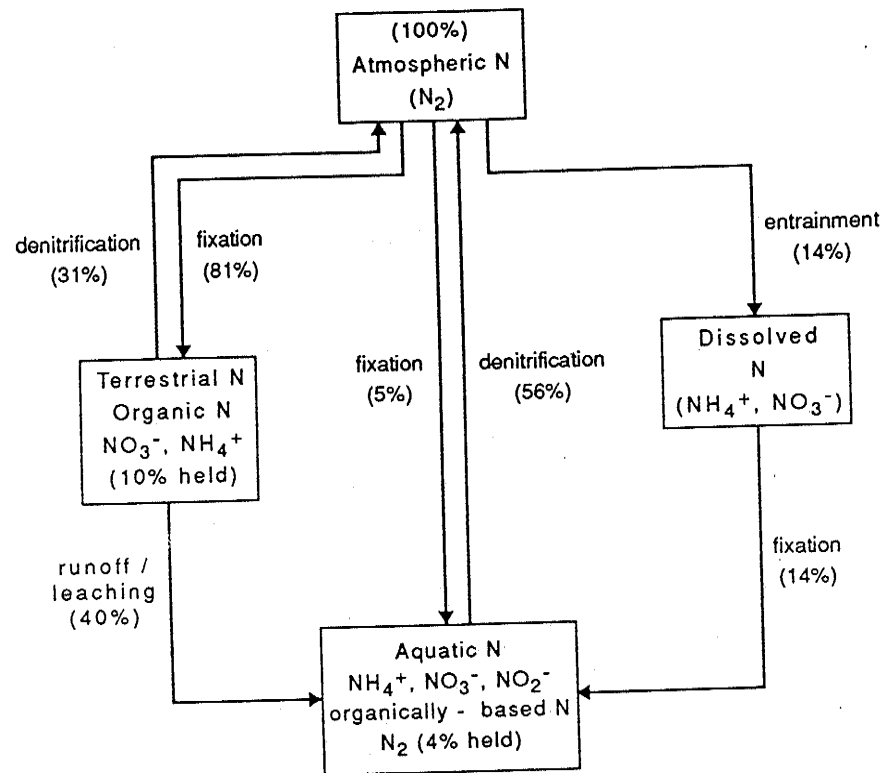 (100%)
Atmospheric N
(N₂)
denitrification
(31%)
fixation
(81%)
entrainment
(14%)
fixation
(5%)
denitrification
(56%)
Dissolved
N
(NH₄⁺, NO₃⁻)
Terrestrial N
Organic N
NO₃⁻, NH₄⁺
(10% held)
runoff /
leaching
(40%)
fixation
(14%)
Aquatic N
NH₄⁺, NO₃⁻, NO₂⁻
organically - based N
N₂ (4% held)